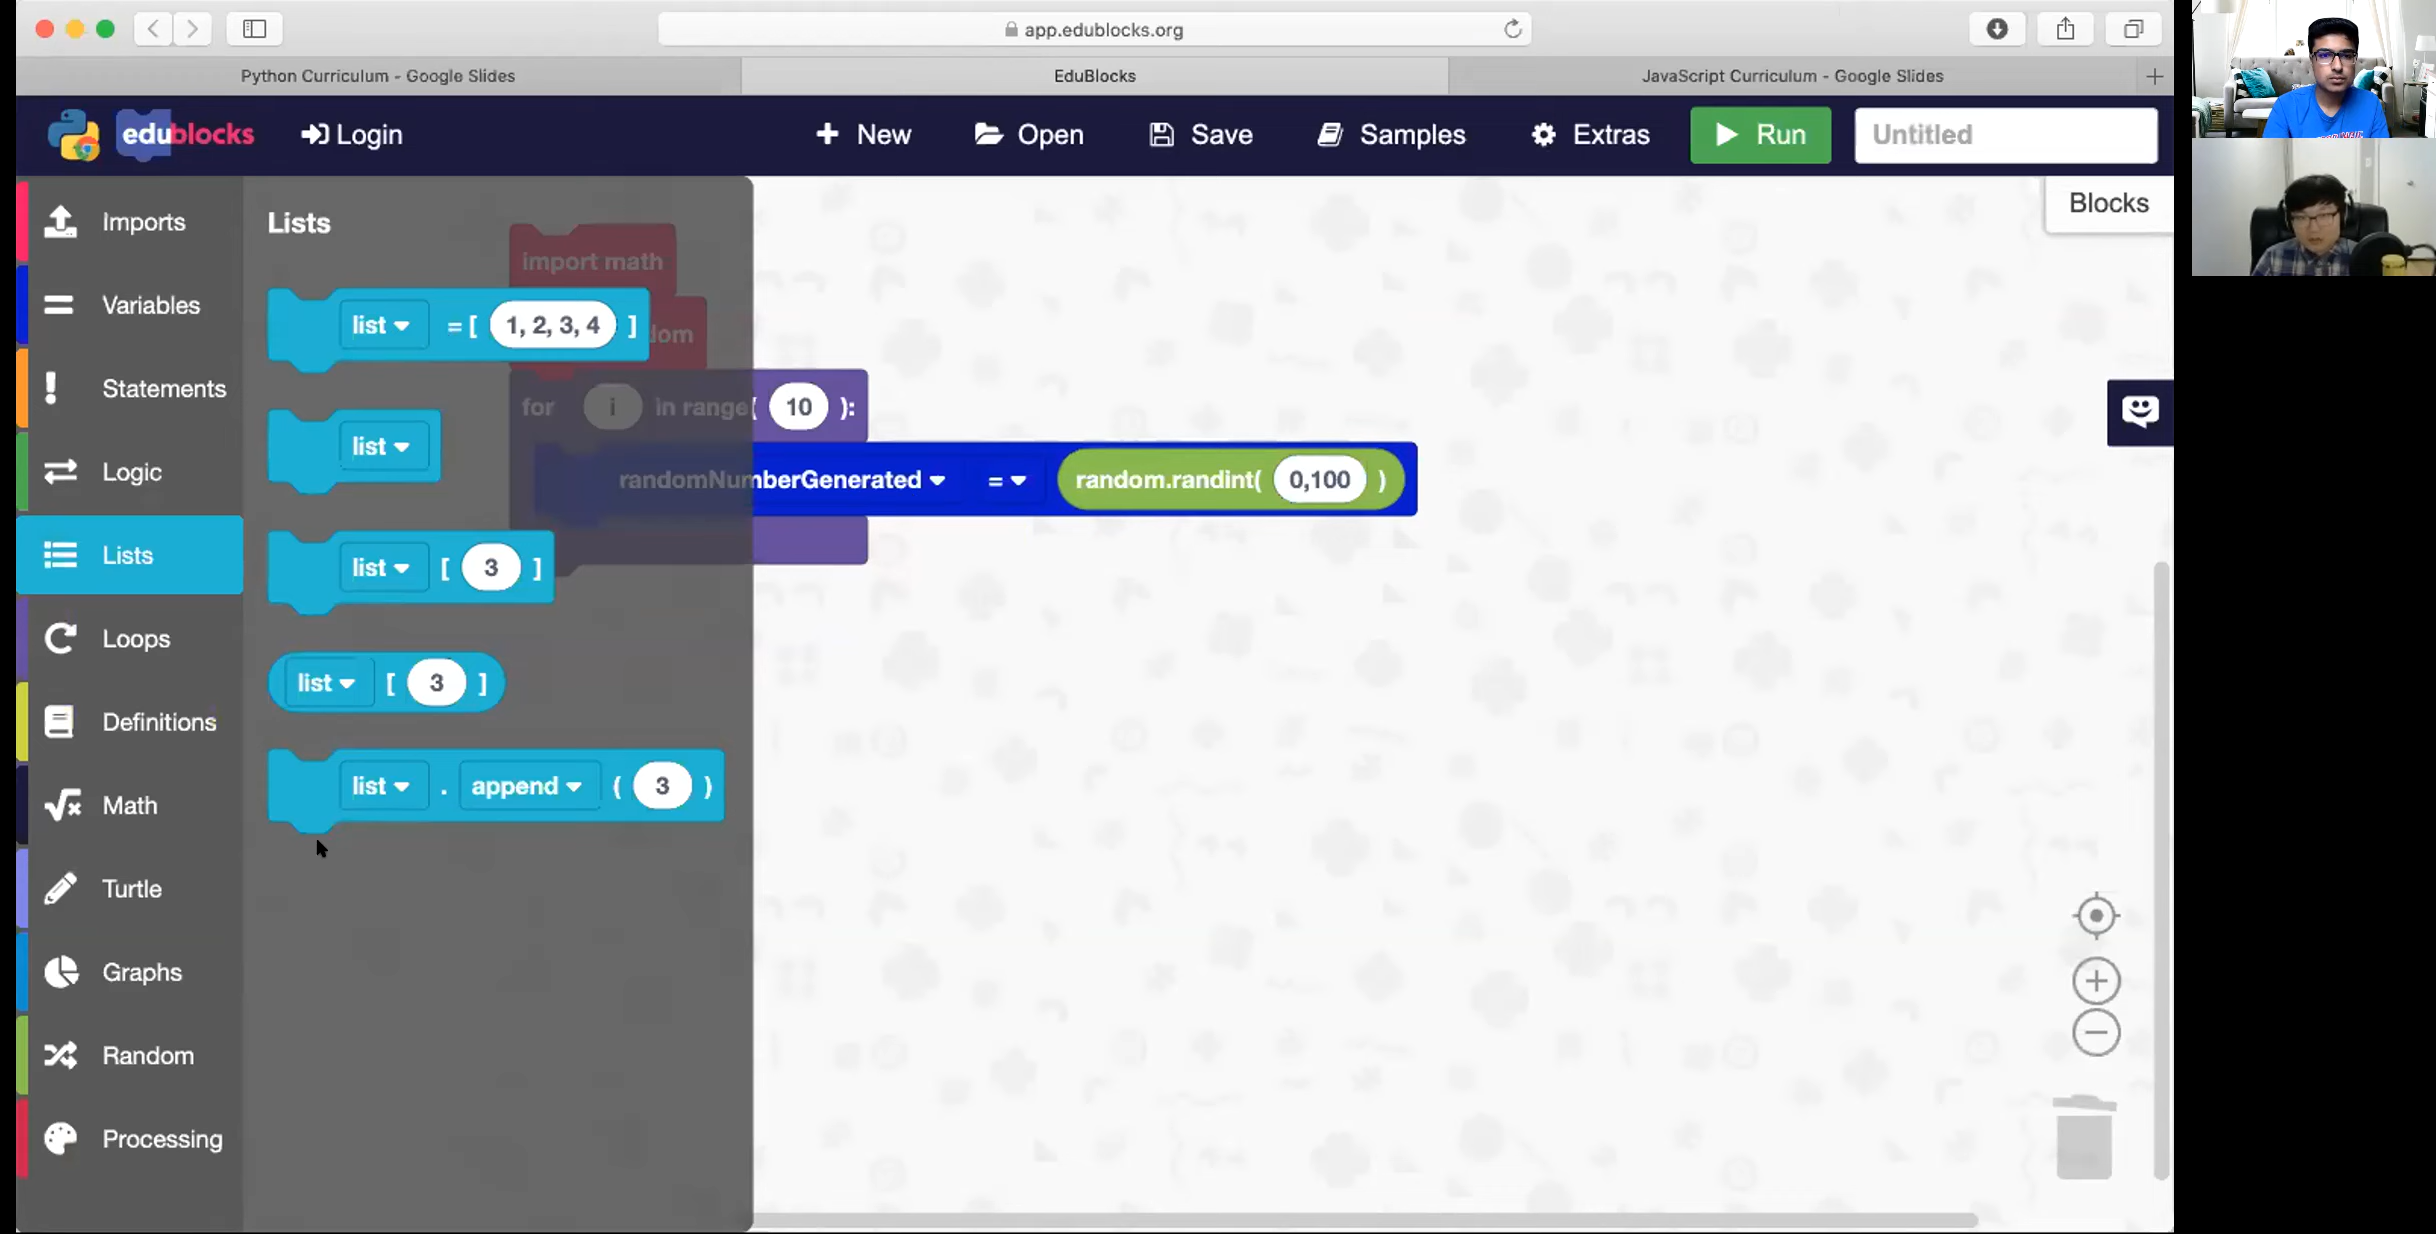 app.edublocks.org
Python Curriculum - Google Slides
EduBlocks
JavaScript Curriculum - Google Slides
edublocks
Login
New
Open
Save
Samples
Extras
Run
Untitled
Blocks
Imports
Variables
Statements
Logic
Lists
Loops
Definitions
Math
Turtle
Graphs
Random
Processing
Lists
list = [ 1, 2, 3, 4 ]
list
list [ 3 ]
list [ 3 ]
list . append ( 3 )
import math
dom
for i in range( 10 ):
randomNumberGenerated = random.randint( 0,100 )